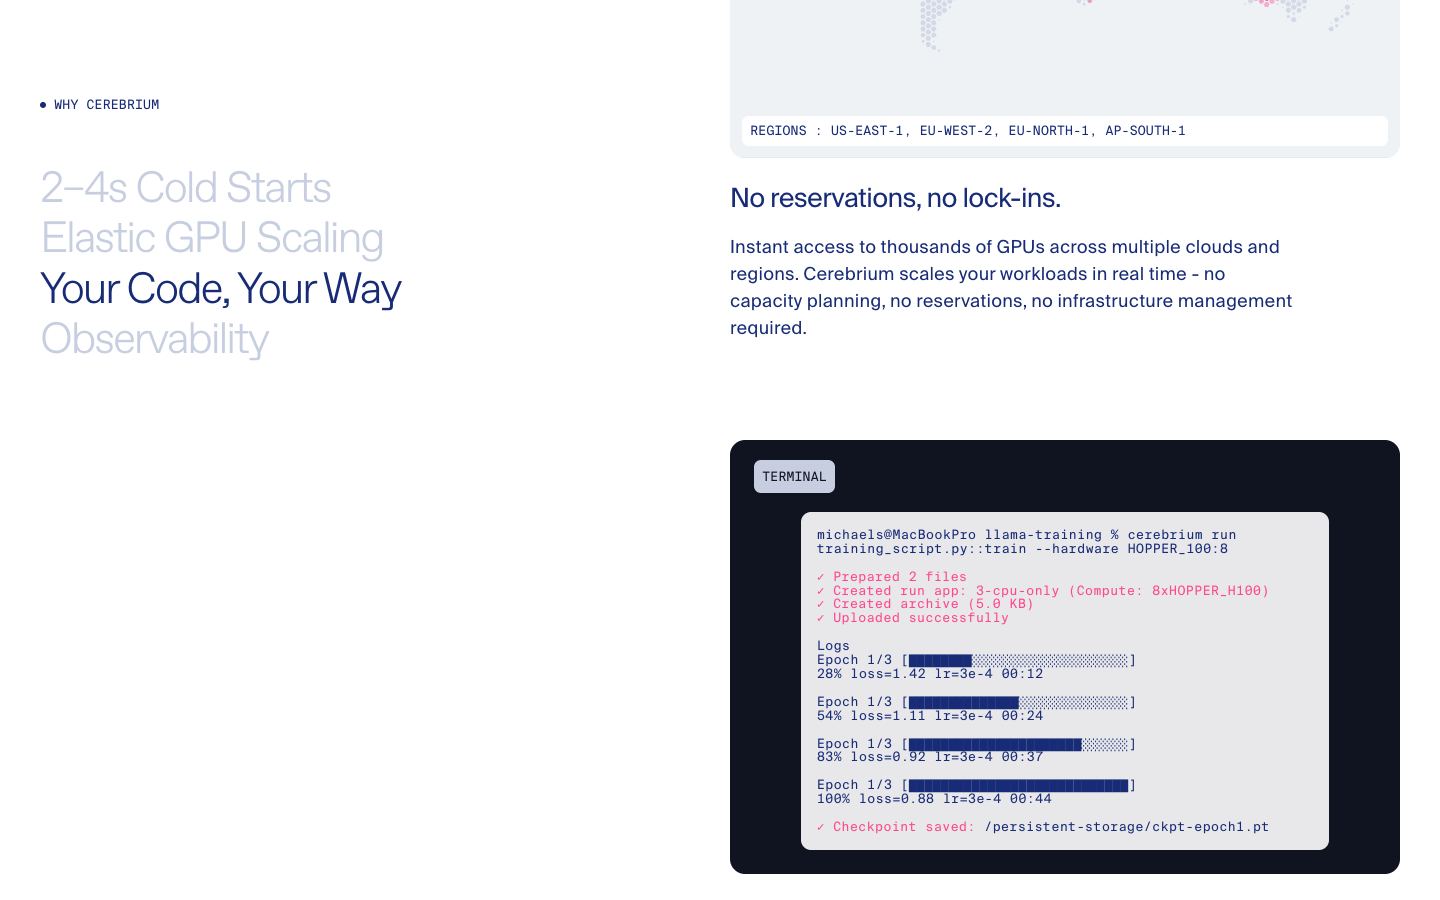 WHY CEREBRIUM
2–4s Cold Starts
Elastic GPU Scaling
Your Code, Your Way
Observability
REGIONS : US-EAST-1, EU-WEST-2, EU-NORTH-1, AP-SOUTH-1
No reservations, no lock-ins.
Instant access to thousands of GPUs across multiple clouds and
regions. Cerebrium scales your workloads in real time - no
capacity planning, no reservations, no infrastructure management
required.
TERMINAL
michaels@MacBookPro llama-training % cerebrium run
training_script.py::train --hardware HOPPER_100:8
✓ Prepared 2 files
✓ Created run app: 3-cpu-only (Compute: 8xHOPPER_H100)
✓ Created archive (5.0 KB)
✓ Uploaded successfully
Logs
Epoch 1/3 [████████░░░░░░░░░░░░░░░░░░░░]
28% loss=1.42 lr=3e-4 00:12
Epoch 1/3 [██████████████░░░░░░░░░░░░░░]
54% loss=1.11 lr=3e-4 00:24
Epoch 1/3 [██████████████████████░░░░░░]
83% loss=0.92 lr=3e-4 00:37
Epoch 1/3 [████████████████████████████]
100% loss=0.88 lr=3e-4 00:44
✓ Checkpoint saved: /persistent-storage/ckpt-epoch1.pt